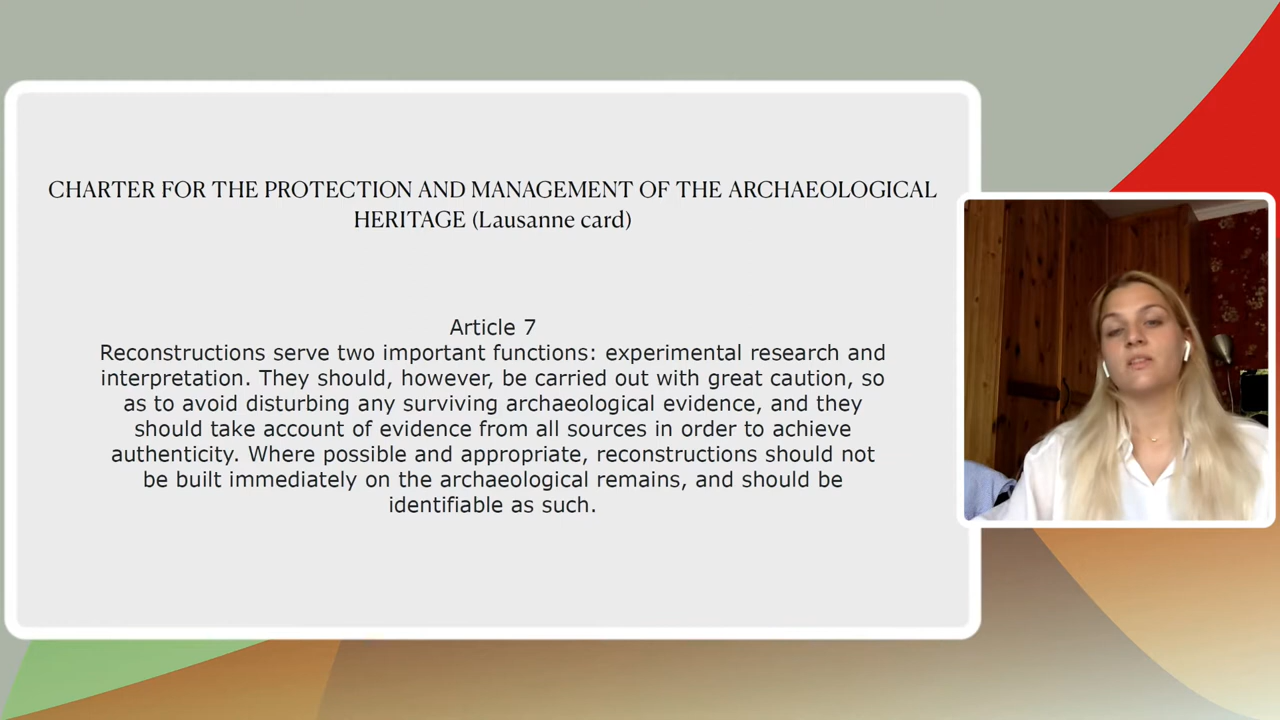 CHARTER FOR THE PROTECTION AND MANAGEMENT OF THE ARCHAEOLOGICAL
HERITAGE (Lausanne card)
Article 7
Reconstructions serve two important functions: experimental research and
interpretation. They should, however, be carried out with great caution, so
as to avoid disturbing any surviving archaeological evidence, and they
should take account of evidence from all sources in order to achieve
authenticity. Where possible and appropriate, reconstructions should not
be built immediately on the archaeological remains, and should be
identifiable as such.